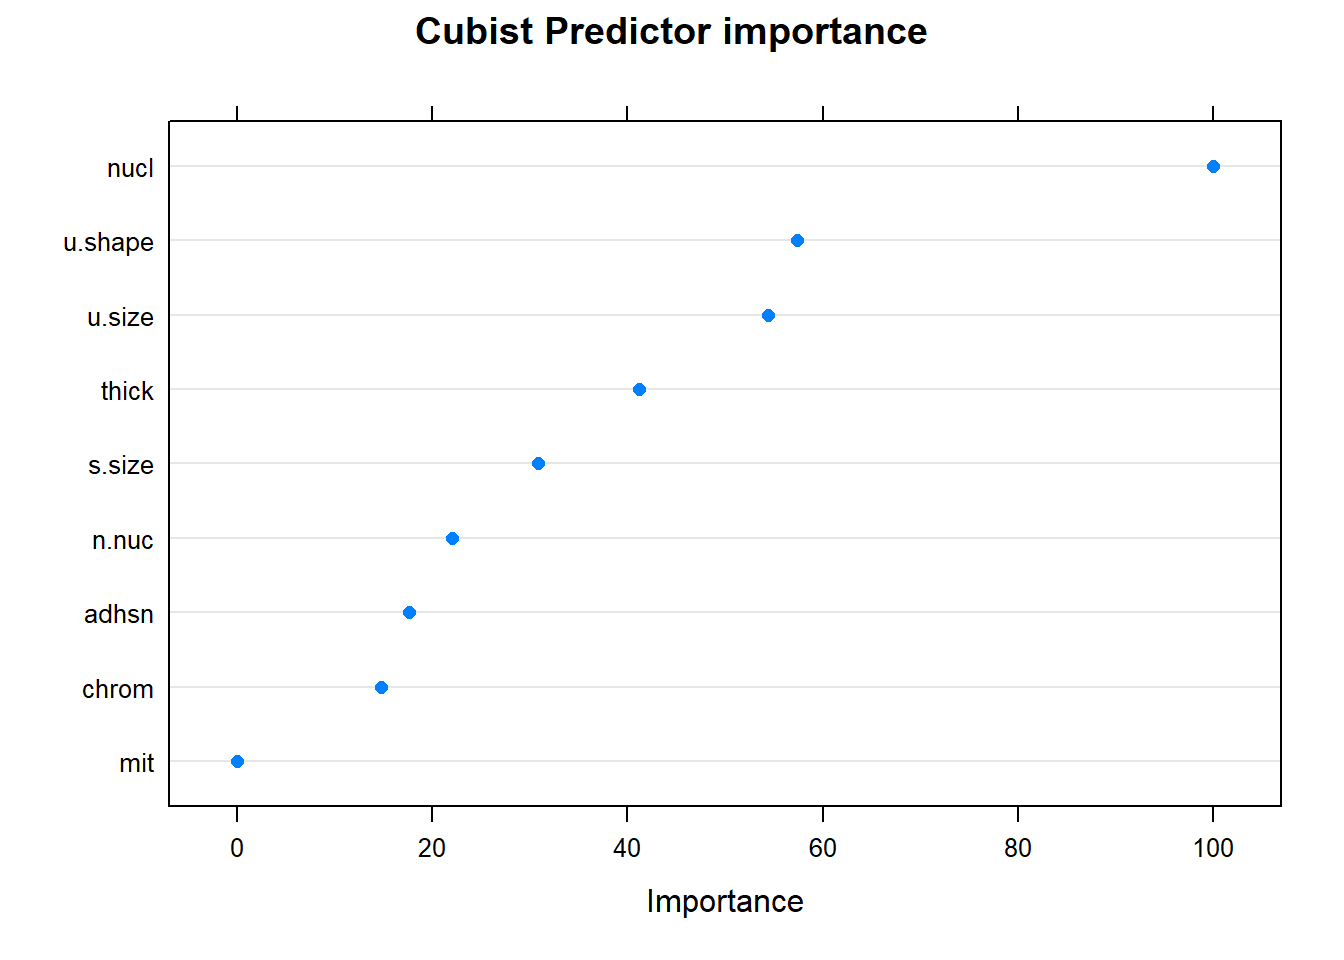 Cubist Predictor importance
nucl
u.shape
u.size
thick
s.size
n.nuc
adhsn
chrom
mit
0 20 40 60 80 100
Importance